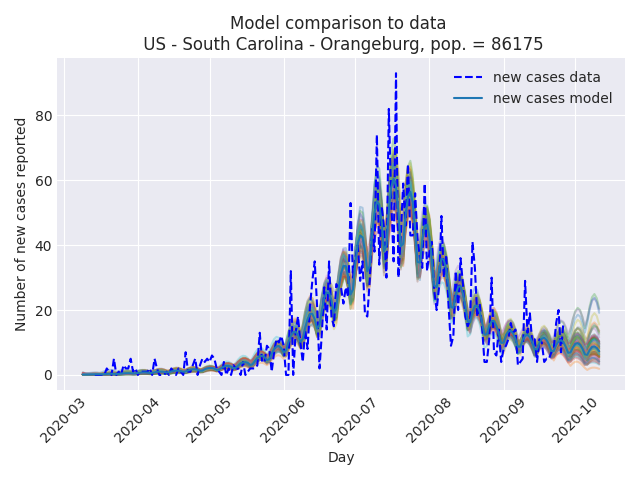 Model comparison to data
US - South Carolina - Orangeburg, pop. = 86175
new cases data
new cases model
Number of new cases reported
80
60
40
20
0
2020-03
2020-04
2020-05
2020-06
2020-07
2020-08
2020-09
2020-10
Day